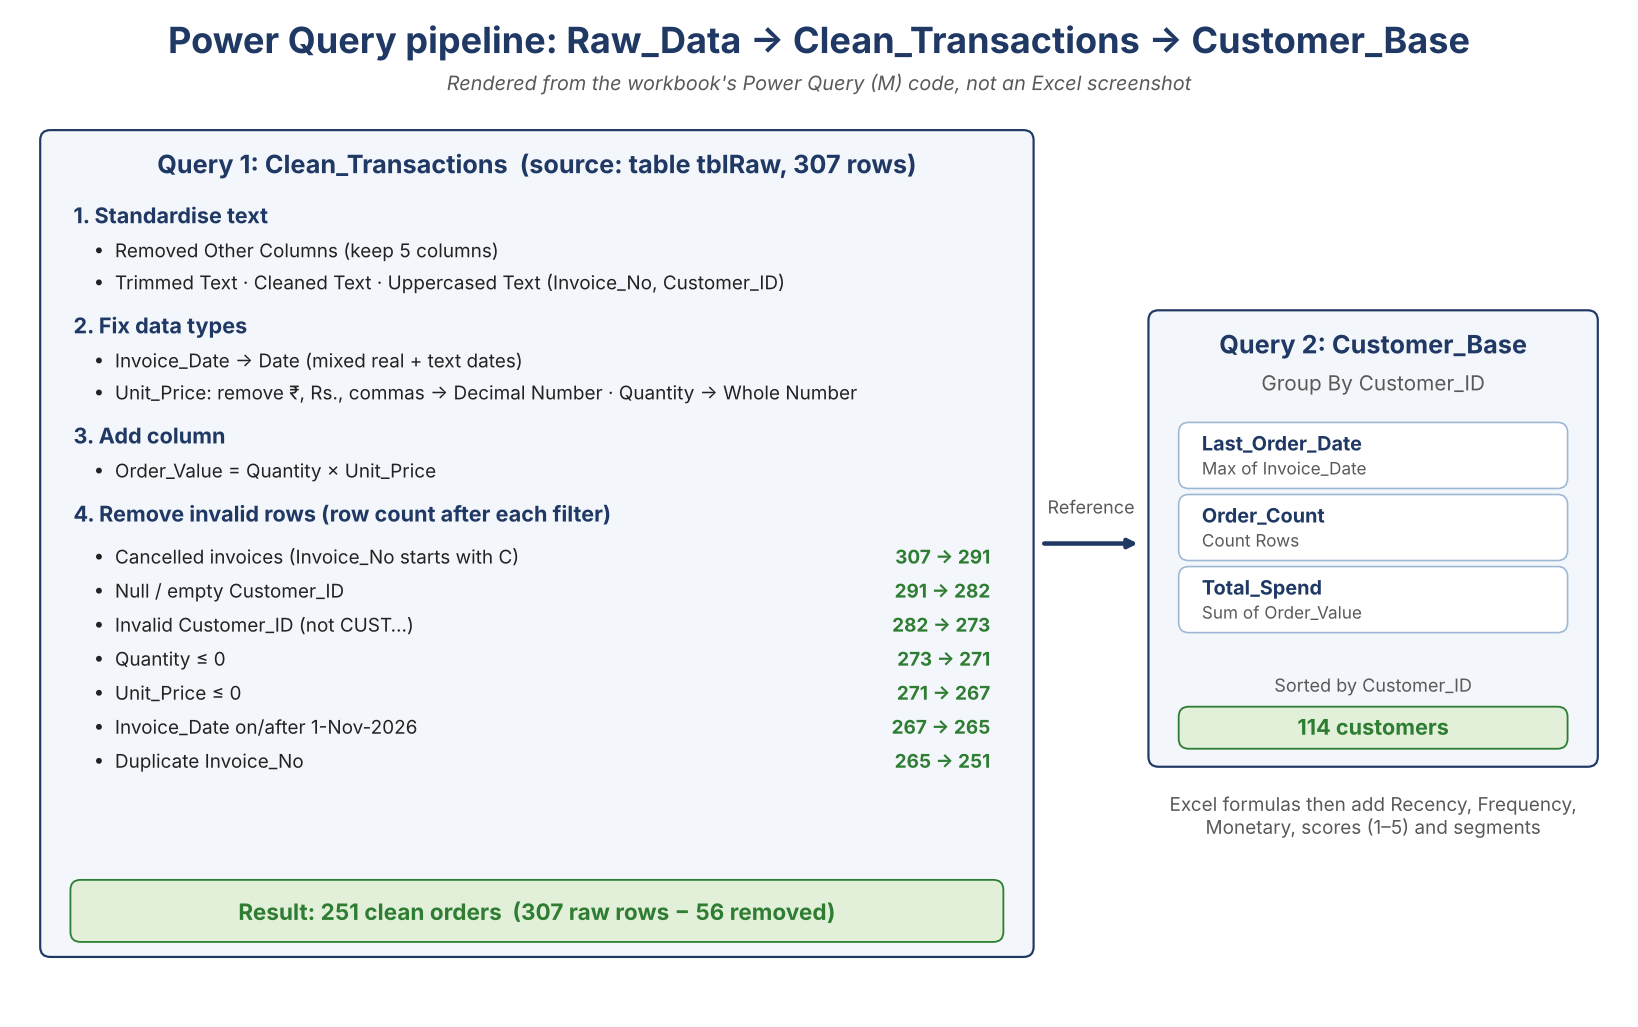 Power Query pipeline: Raw_Data → Clean_Transactions → Customer_Base
Rendered from the workbook's Power Query (M) code, not an Excel screenshot
Query 1: Clean_Transactions (source: table tblRaw, 307 rows)
1. Standardise text
• Removed Other Columns (keep 5 columns)
• Trimmed Text · Cleaned Text · Uppercased Text (Invoice_No, Customer_ID)
2. Fix data types
• Invoice_Date → Date (mixed real + text dates)
• Unit_Price: remove ₹, Rs., commas → Decimal Number · Quantity → Whole Number
3. Add column
• Order_Value = Quantity × Unit_Price
4. Remove invalid rows (row count after each filter)
• Cancelled invoices (Invoice_No starts with C) 307 → 291
• Null / empty Customer_ID 291 → 282
• Invalid Customer_ID (not CUST...) 282 → 273
• Quantity ≤ 0 273 → 271
• Unit_Price ≤ 0 271 → 267
• Invoice_Date on/after 1-Nov-2026 267 → 265
• Duplicate Invoice_No 265 → 251
Result: 251 clean orders (307 raw rows − 56 removed)
Reference
Query 2: Customer_Base
Group By Customer_ID
Last_Order_Date
Max of Invoice_Date
Order_Count
Count Rows
Total_Spend
Sum of Order_Value
Sorted by Customer_ID
114 customers
Excel formulas then add Recency, Frequency,
Monetary, scores (1–5) and segments